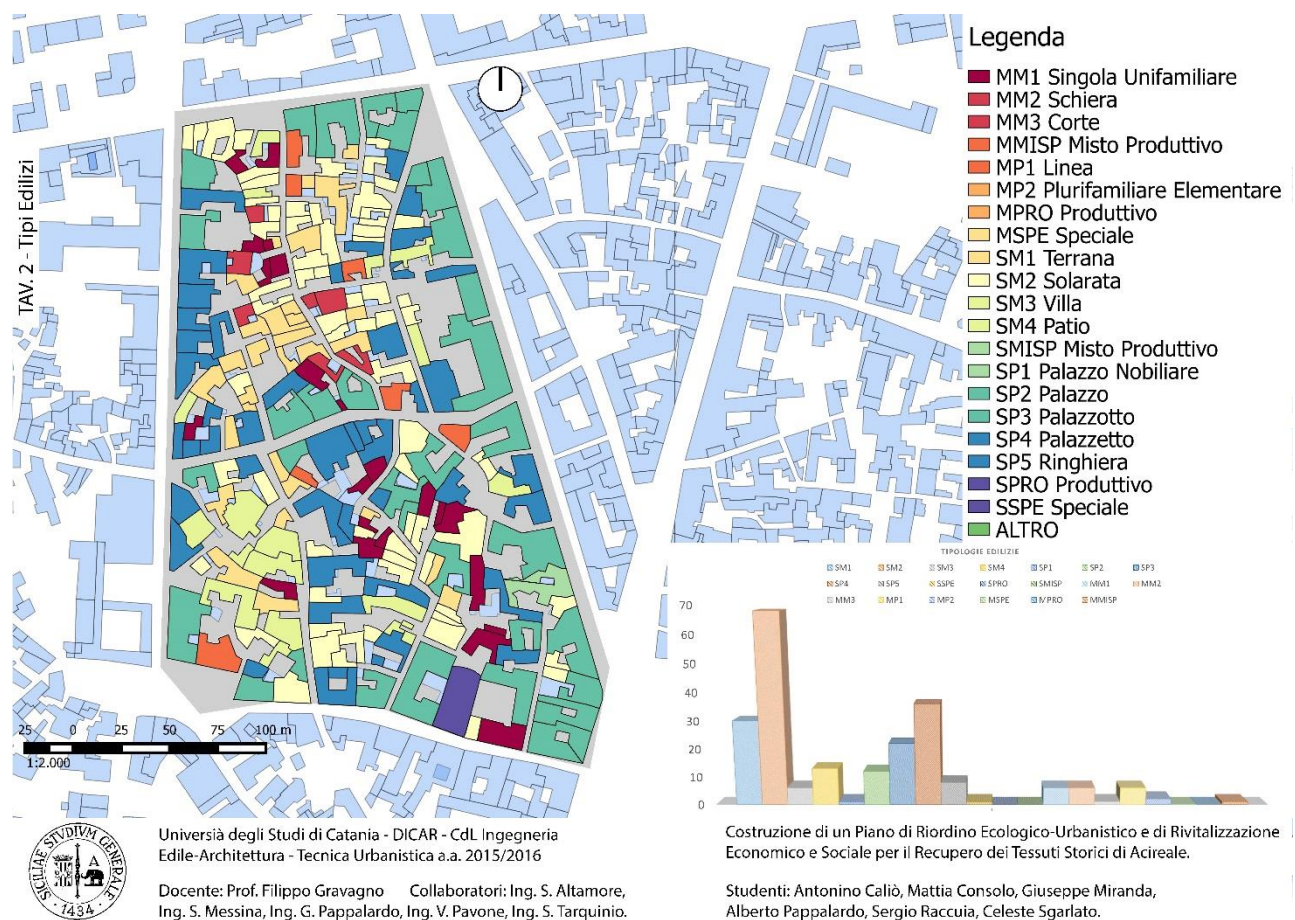 TAV. 2 - Tipi Edilizi
Legenda
MM1 Singola Unifamiliare
MM2 Schiera
MM3 Corte
MMISP Misto Produttivo
MP1 Linea
MP2 Plurifamiliare Elementare
MPRO Produttivo
MSPE Speciale
SM1 Terrana
SM2 Solarata
SM3 Villa
SM4 Patio
SMISP Misto Produttivo
SP1 Palazzo Nobiliare
SP2 Palazzo
SP3 Palazzotto
SP4 Palazzetto
SP5 Ringhiera
SPRO Produttivo
SSPE Speciale
ALTRO
TIPOLOGIE EDILIZIE
SM1 SM2 SM3 SM4 SP1 SP2 SP3
SP4 SP5 SSPE SPRO SMISP MM1 MM2
MM3 MP1 MP2 MSPE MPRO MMISP
70
60
50
40
30
20
10
0
25 0 25 50 75 100 m
1:2.000
SICILIAE STVDIVM GENERALE
A
1434
Universià degli Studi di Catania - DICAR - CdL Ingegneria
Edile-Architettura - Tecnica Urbanistica a.a. 2015/2016
Docente: Prof. Filippo Gravagno Collaboratori: Ing. S. Altamore,
Ing. S. Messina, Ing. G. Pappalardo, Ing. V. Pavone, Ing. S. Tarquinio.
Costruzione di un Piano di Riordino Ecologico-Urbanistico e di Rivitalizzazione
Economico e Sociale per il Recupero dei Tessuti Storici di Acireale.
Studenti: Antonino Caliò, Mattia Consolo, Giuseppe Miranda,
Alberto Pappalardo, Sergio Raccuia, Celeste Sgarlato.